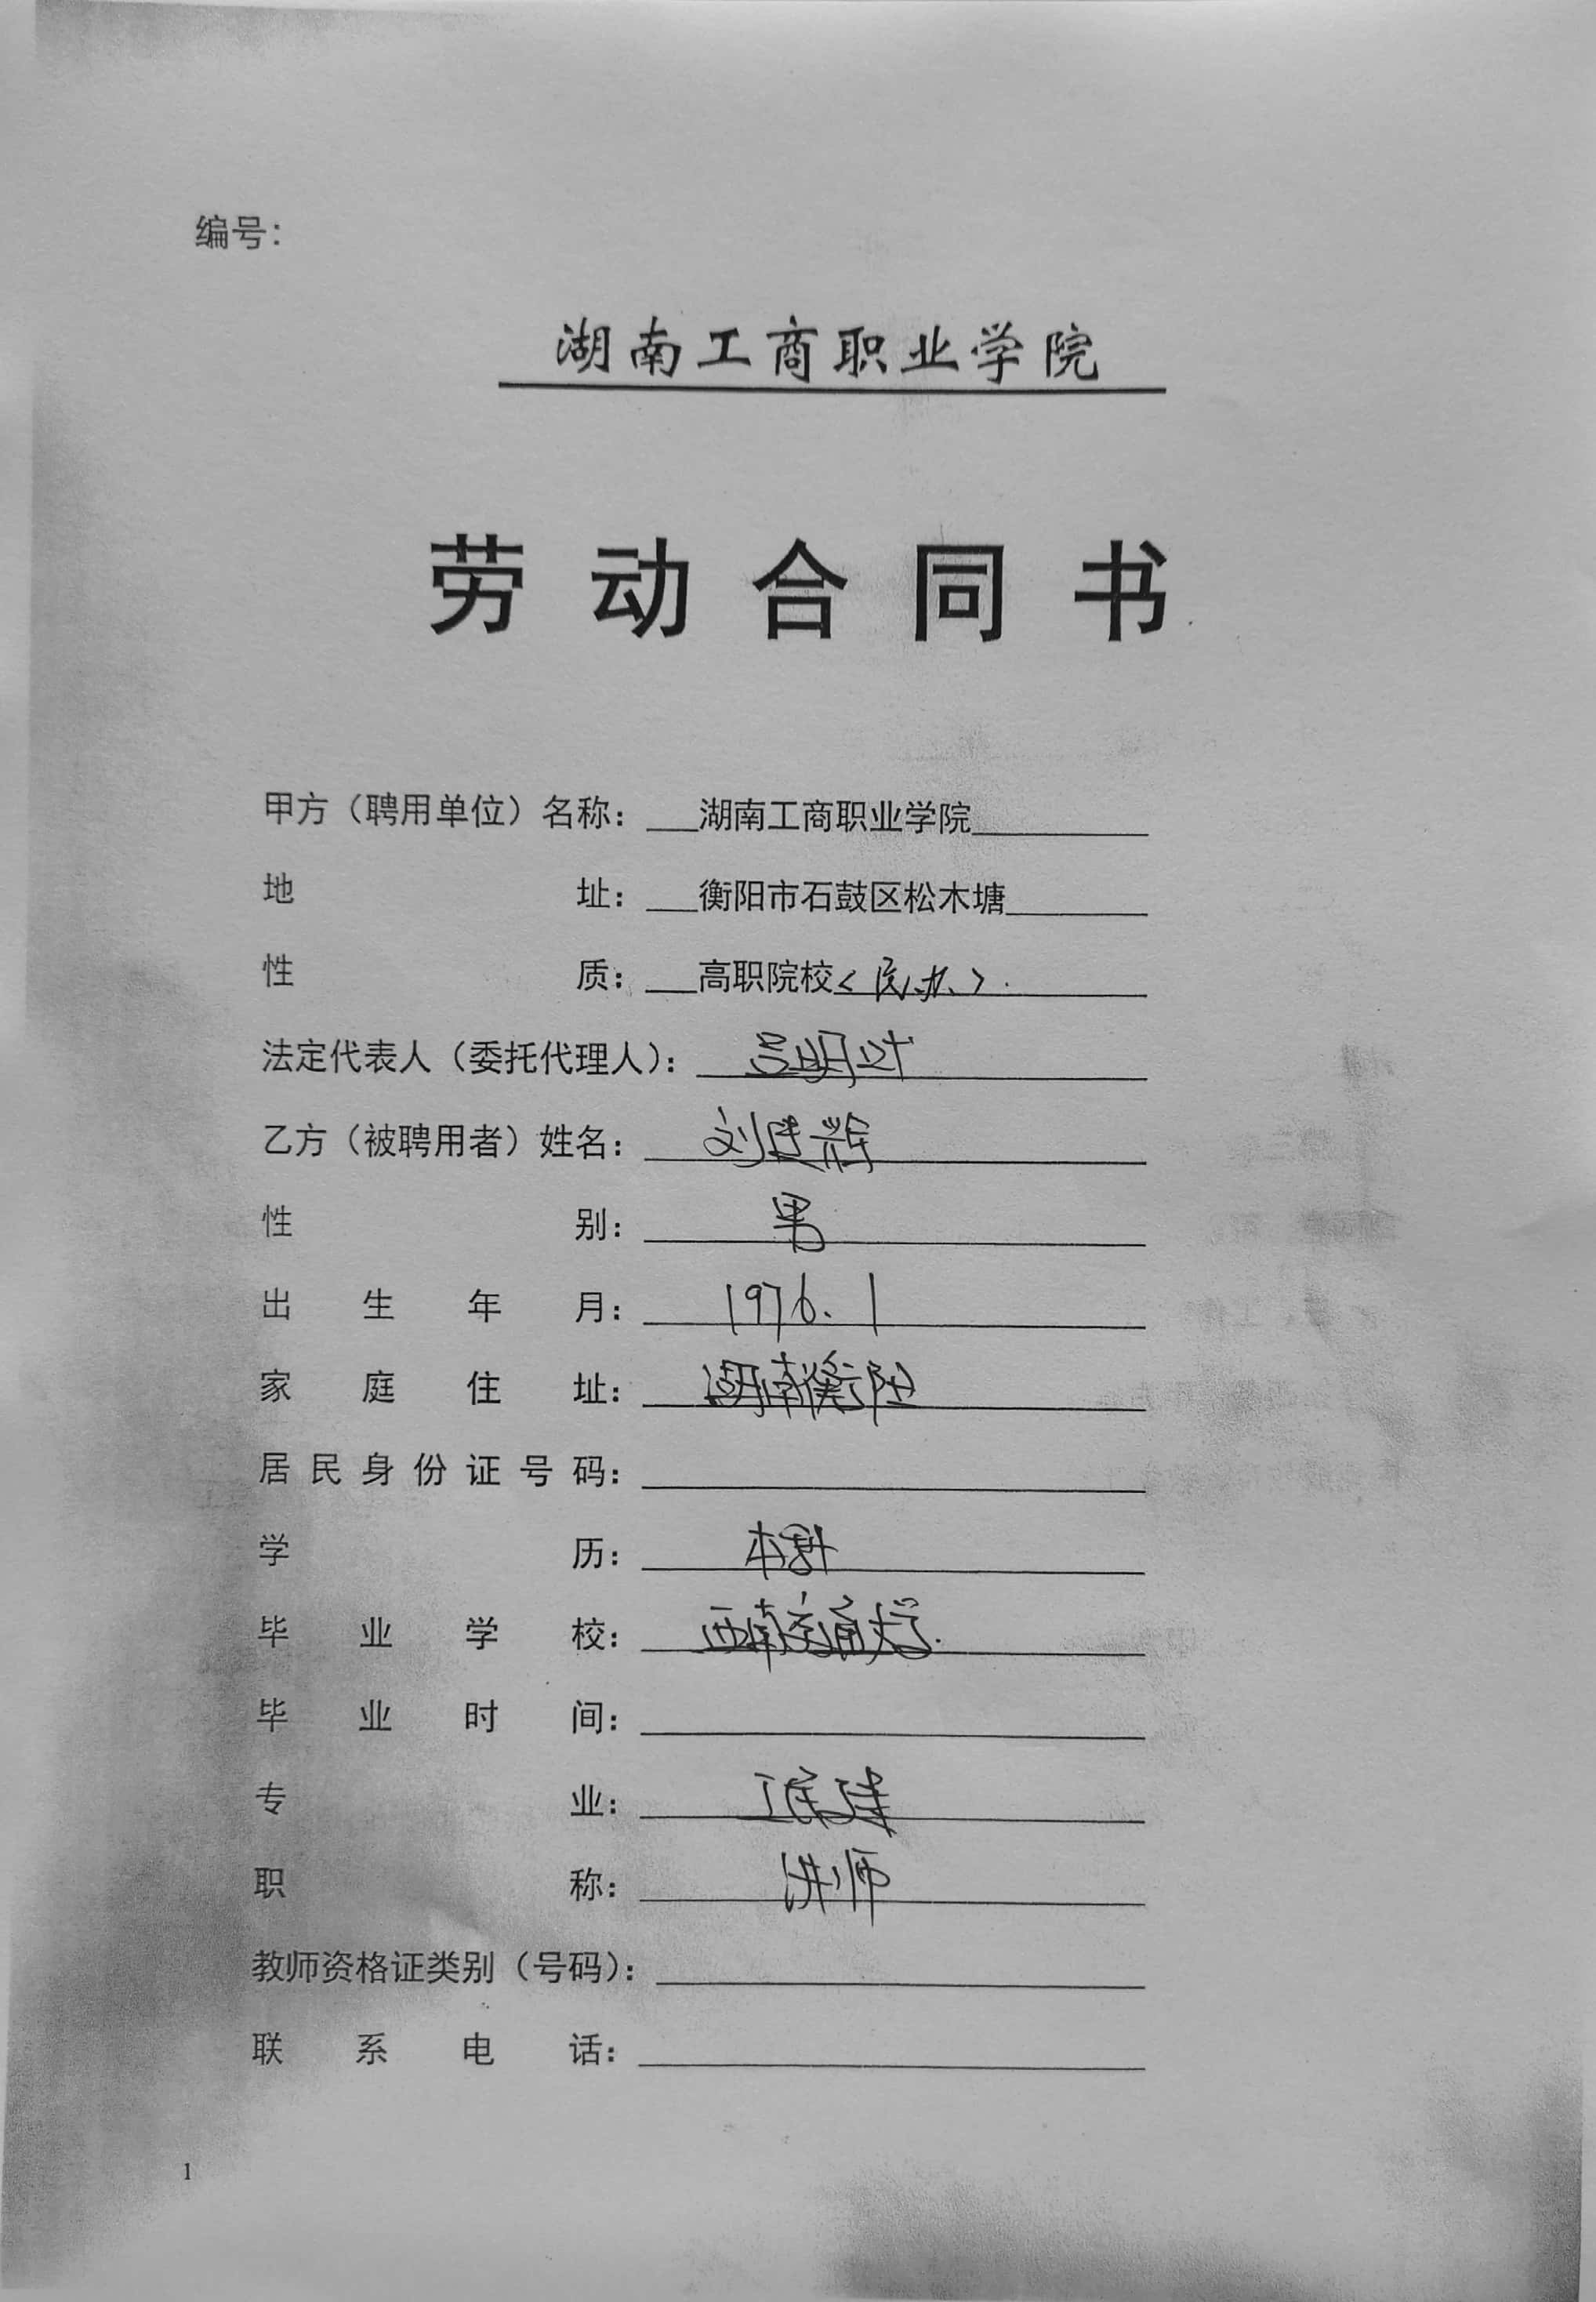 编号：
湖南工商职业学院
劳动合同书
甲方（聘用单位）名称： 湖南工商职业学院
地址： 衡阳市石鼓区松木塘
性质： 高职院校<民办>.
法定代表人（委托代理人）：
乙方（被聘用者）姓名： 刘建辉
性别： 男
出生年月： 1976.1
家庭住址： 湖南衡阳
居民身份证号码：
学历： 本科
毕业学校： 西南交通大学.
毕业时间：
专业：
职称： 讲师
教师资格证类别（号码）：
联系电话：
1